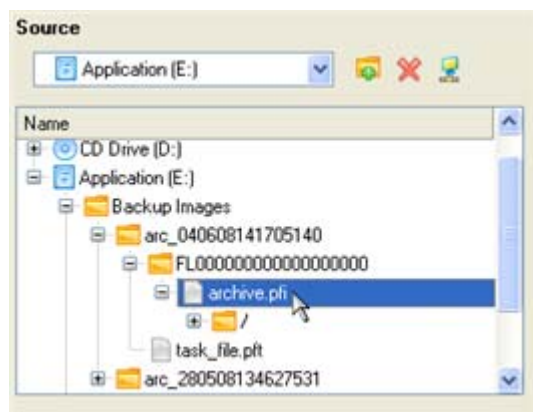 Source
Application (E:)
Name
CD Drive (D:)
Application (E:)
Backup Images
arc_040608141705140
FL000000000000000000
archive.pfi
/
task_file.pft
arc_280508134627531